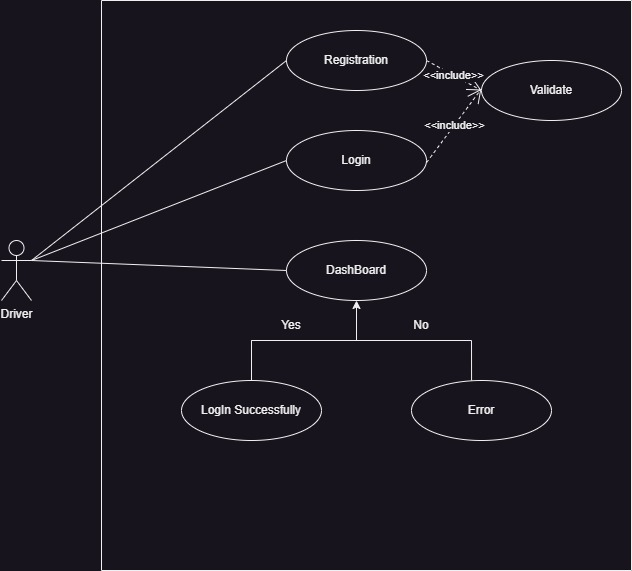 Registration
<<include>>
Validate
<<include>>
Login
DashBoard
Driver
Yes
No
LogIn Successfully
Error